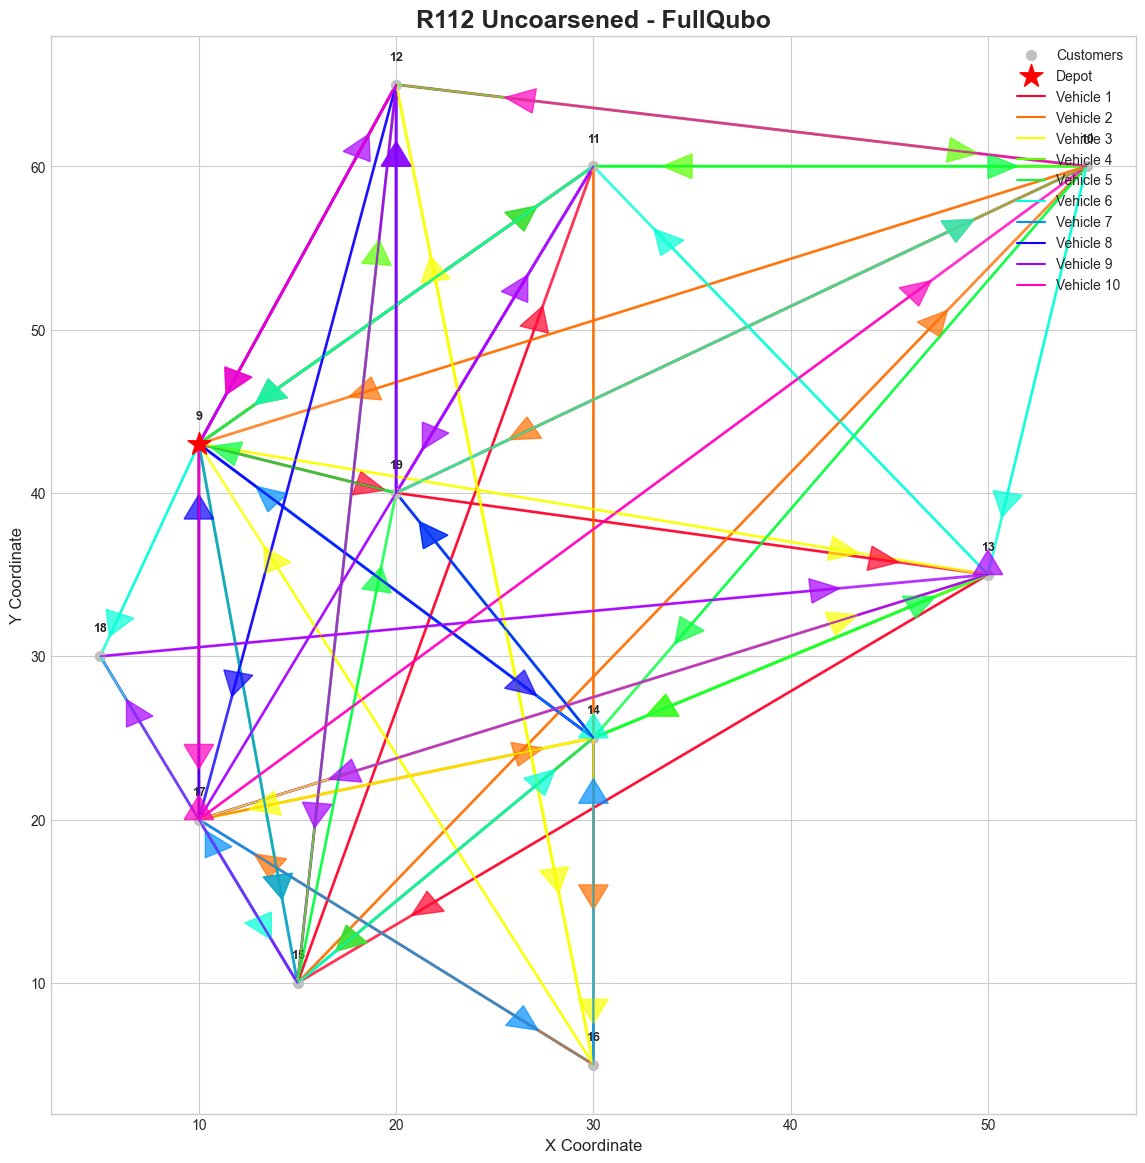 R112 Uncoarsened - FullQubo
12
11
10
Customers
Depot
Vehicle 1
Vehicle 2
Vehicle 3
Vehicle 4
Vehicle 5
Vehicle 6
Vehicle 7
Vehicle 8
Vehicle 9
Vehicle 10
9
19
13
18
14
17
15
16
60
50
40
30
20
10
Y Coordinate
10
20
30
40
50
X Coordinate